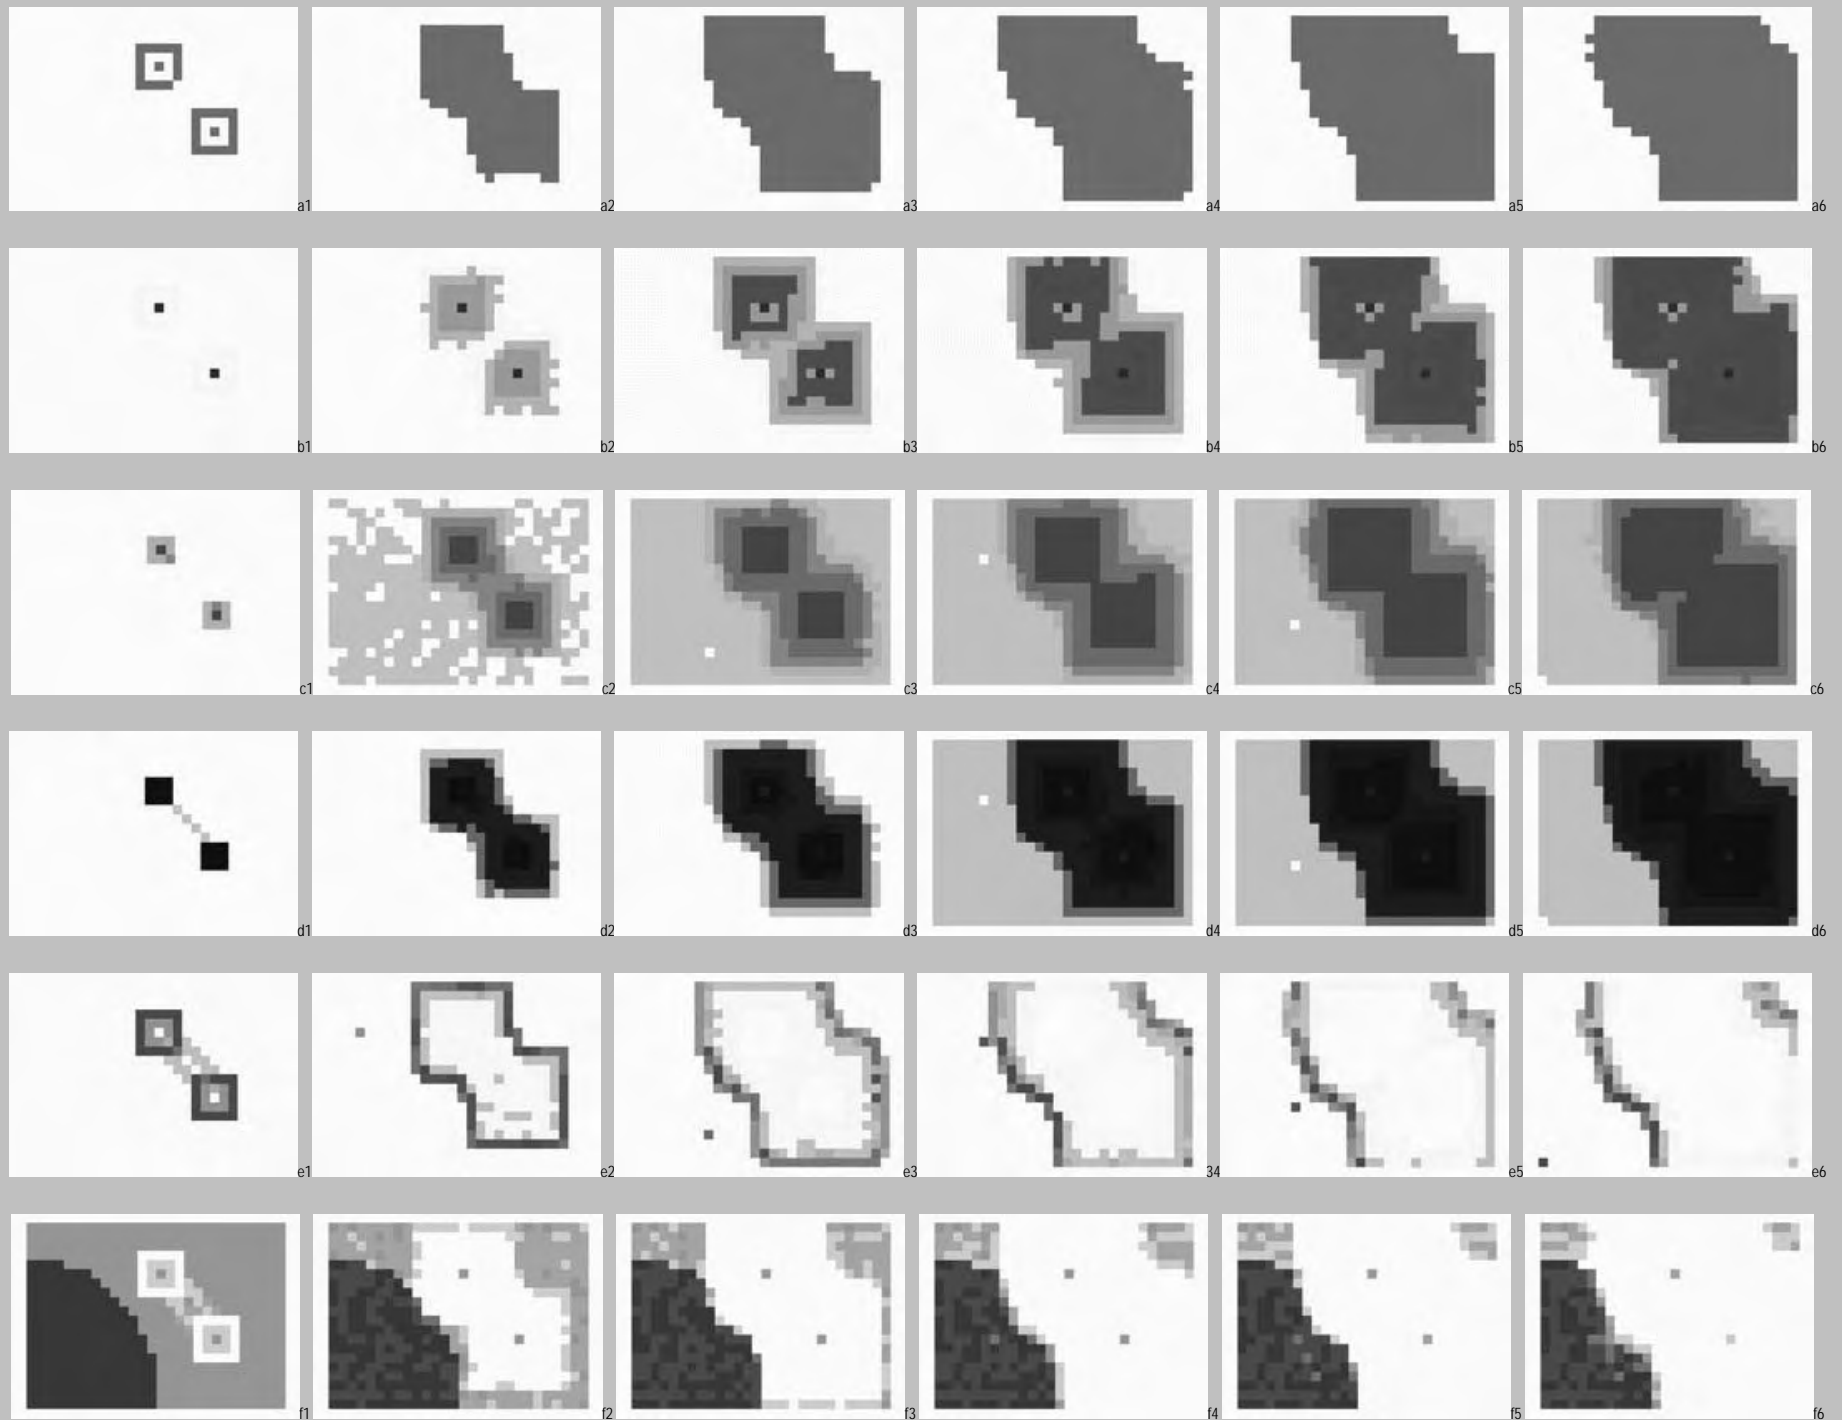 a1 a2 a3 a4 a5 a6
b1 b2 b3 b4 b5 b6
c1 c2 c3 c4 c5 c6
d1 d2 d3 d4 d5 d6
e1 e2 e3 34 e5 e6
f1 f2 f3 f4 f5 f6